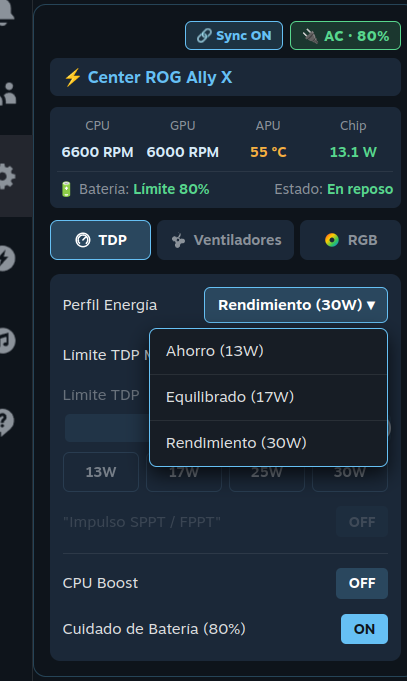 Sync ON
AC · 80%
Center ROG Ally X
CPU GPU APU Chip
6600 RPM 6000 RPM 55 °C 13.1 W
Batería: Límite 80% Estado: En reposo
TDP Ventiladores RGB
Perfil Energía Rendimiento (30W) ▾
Límite TDP
Ahorro (13W)
Equilibrado (17W)
Rendimiento (30W)
Límite TDP
13W 17W 25W 30W
"Impulso SPPT / FPPT" OFF
CPU Boost OFF
Cuidado de Batería (80%) ON